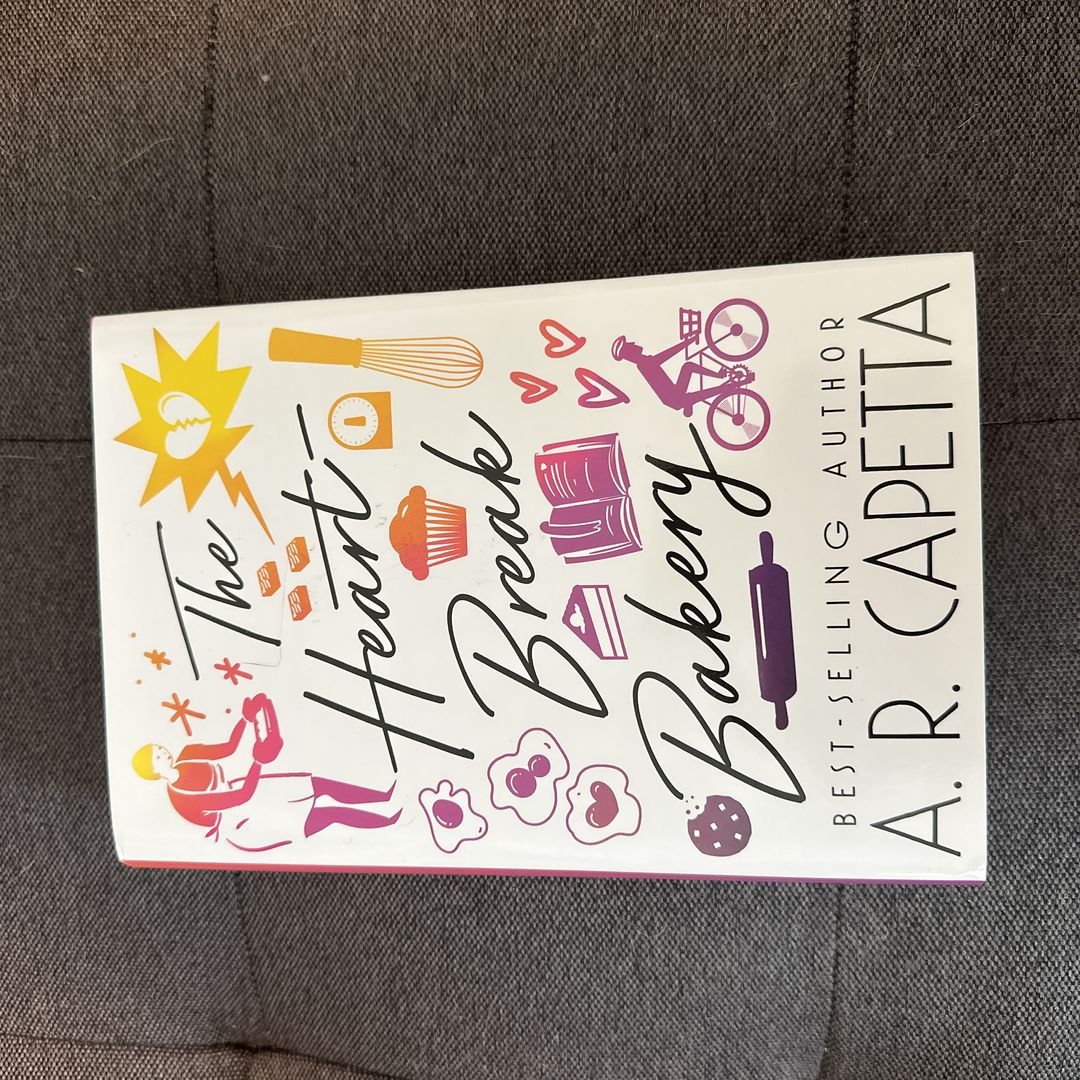 The
Heart-
Break
Bakery
BEST-SELLING AUTHOR
A. R. CAPETTA